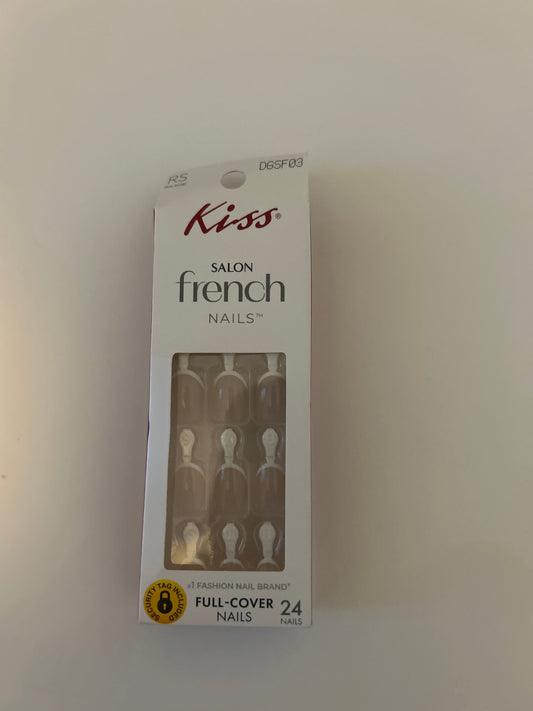 RS
DGSF03
Kiss®
SALON
french
NAILS™
#1 FASHION NAIL BRAND*
SECURITY TAG INCLUDED
FULL-COVER
NAILS
24
NAILS